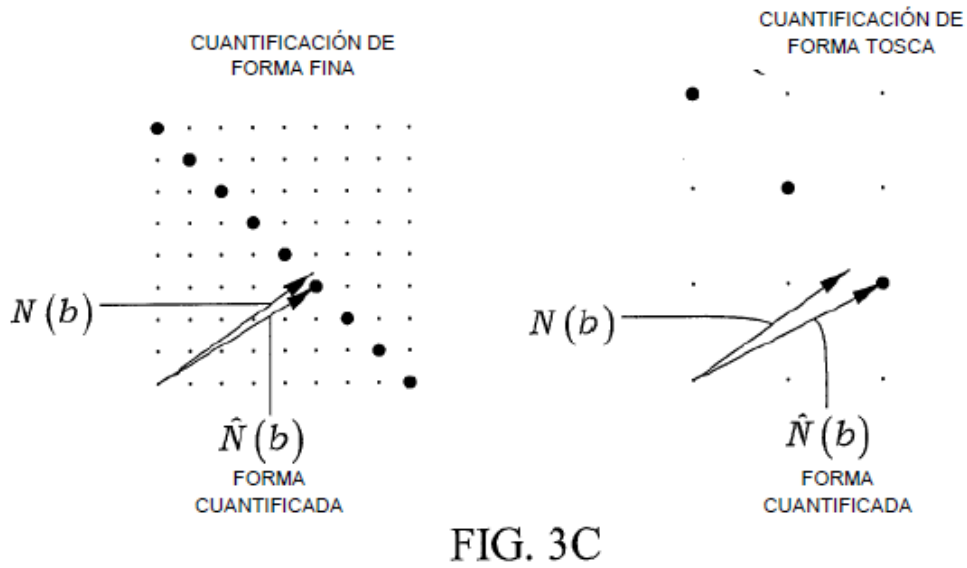 CUANTIFICACIÓN DE
FORMA FINA
N(b)
N̂(b)
FORMA
CUANTIFICADA
CUANTIFICACIÓN DE
FORMA TOSCA
N(b)
N̂(b)
FORMA
CUANTIFICADA
FIG. 3C